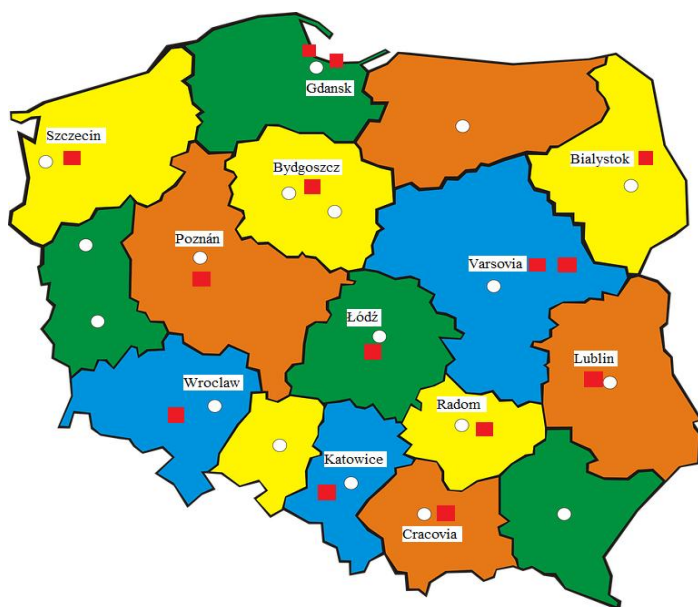 Gdansk
Szczecin
Bialystok
Bydgoszcz
Poznán
Varsovia
Łódź
Lublin
Wroclaw
Radom
Katowice
Cracovia